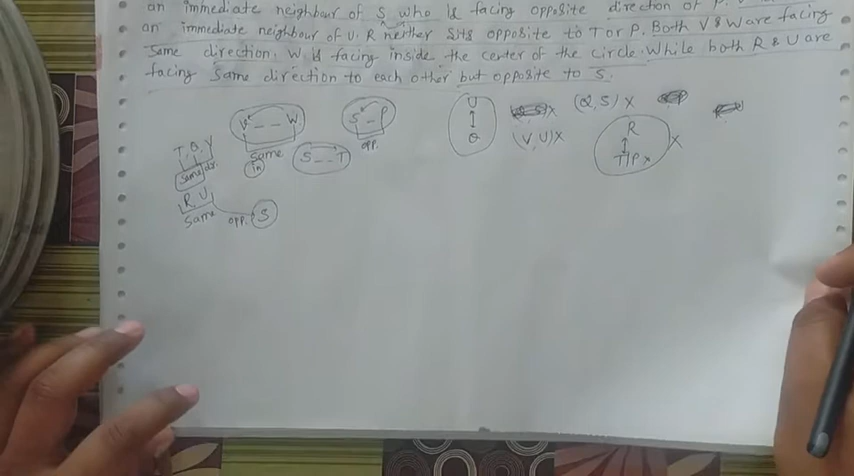 an immediate neighbour of S who is facing opposite direction of P.
an immediate neighbour of U. R neither sits opposite to T or P. Both V & W are facing
Same direction. W is facing inside the center of the circle. While both R & U are
facing Same direction to each other but opposite to S.
V _ _ W
Same
in
S _ P
opp.
U
Q
X
(Q, S) X
(V, U) X
R
T/P X
X
T, Q, V
Same dir
S _ _ T
R, U
Same
opp.
S